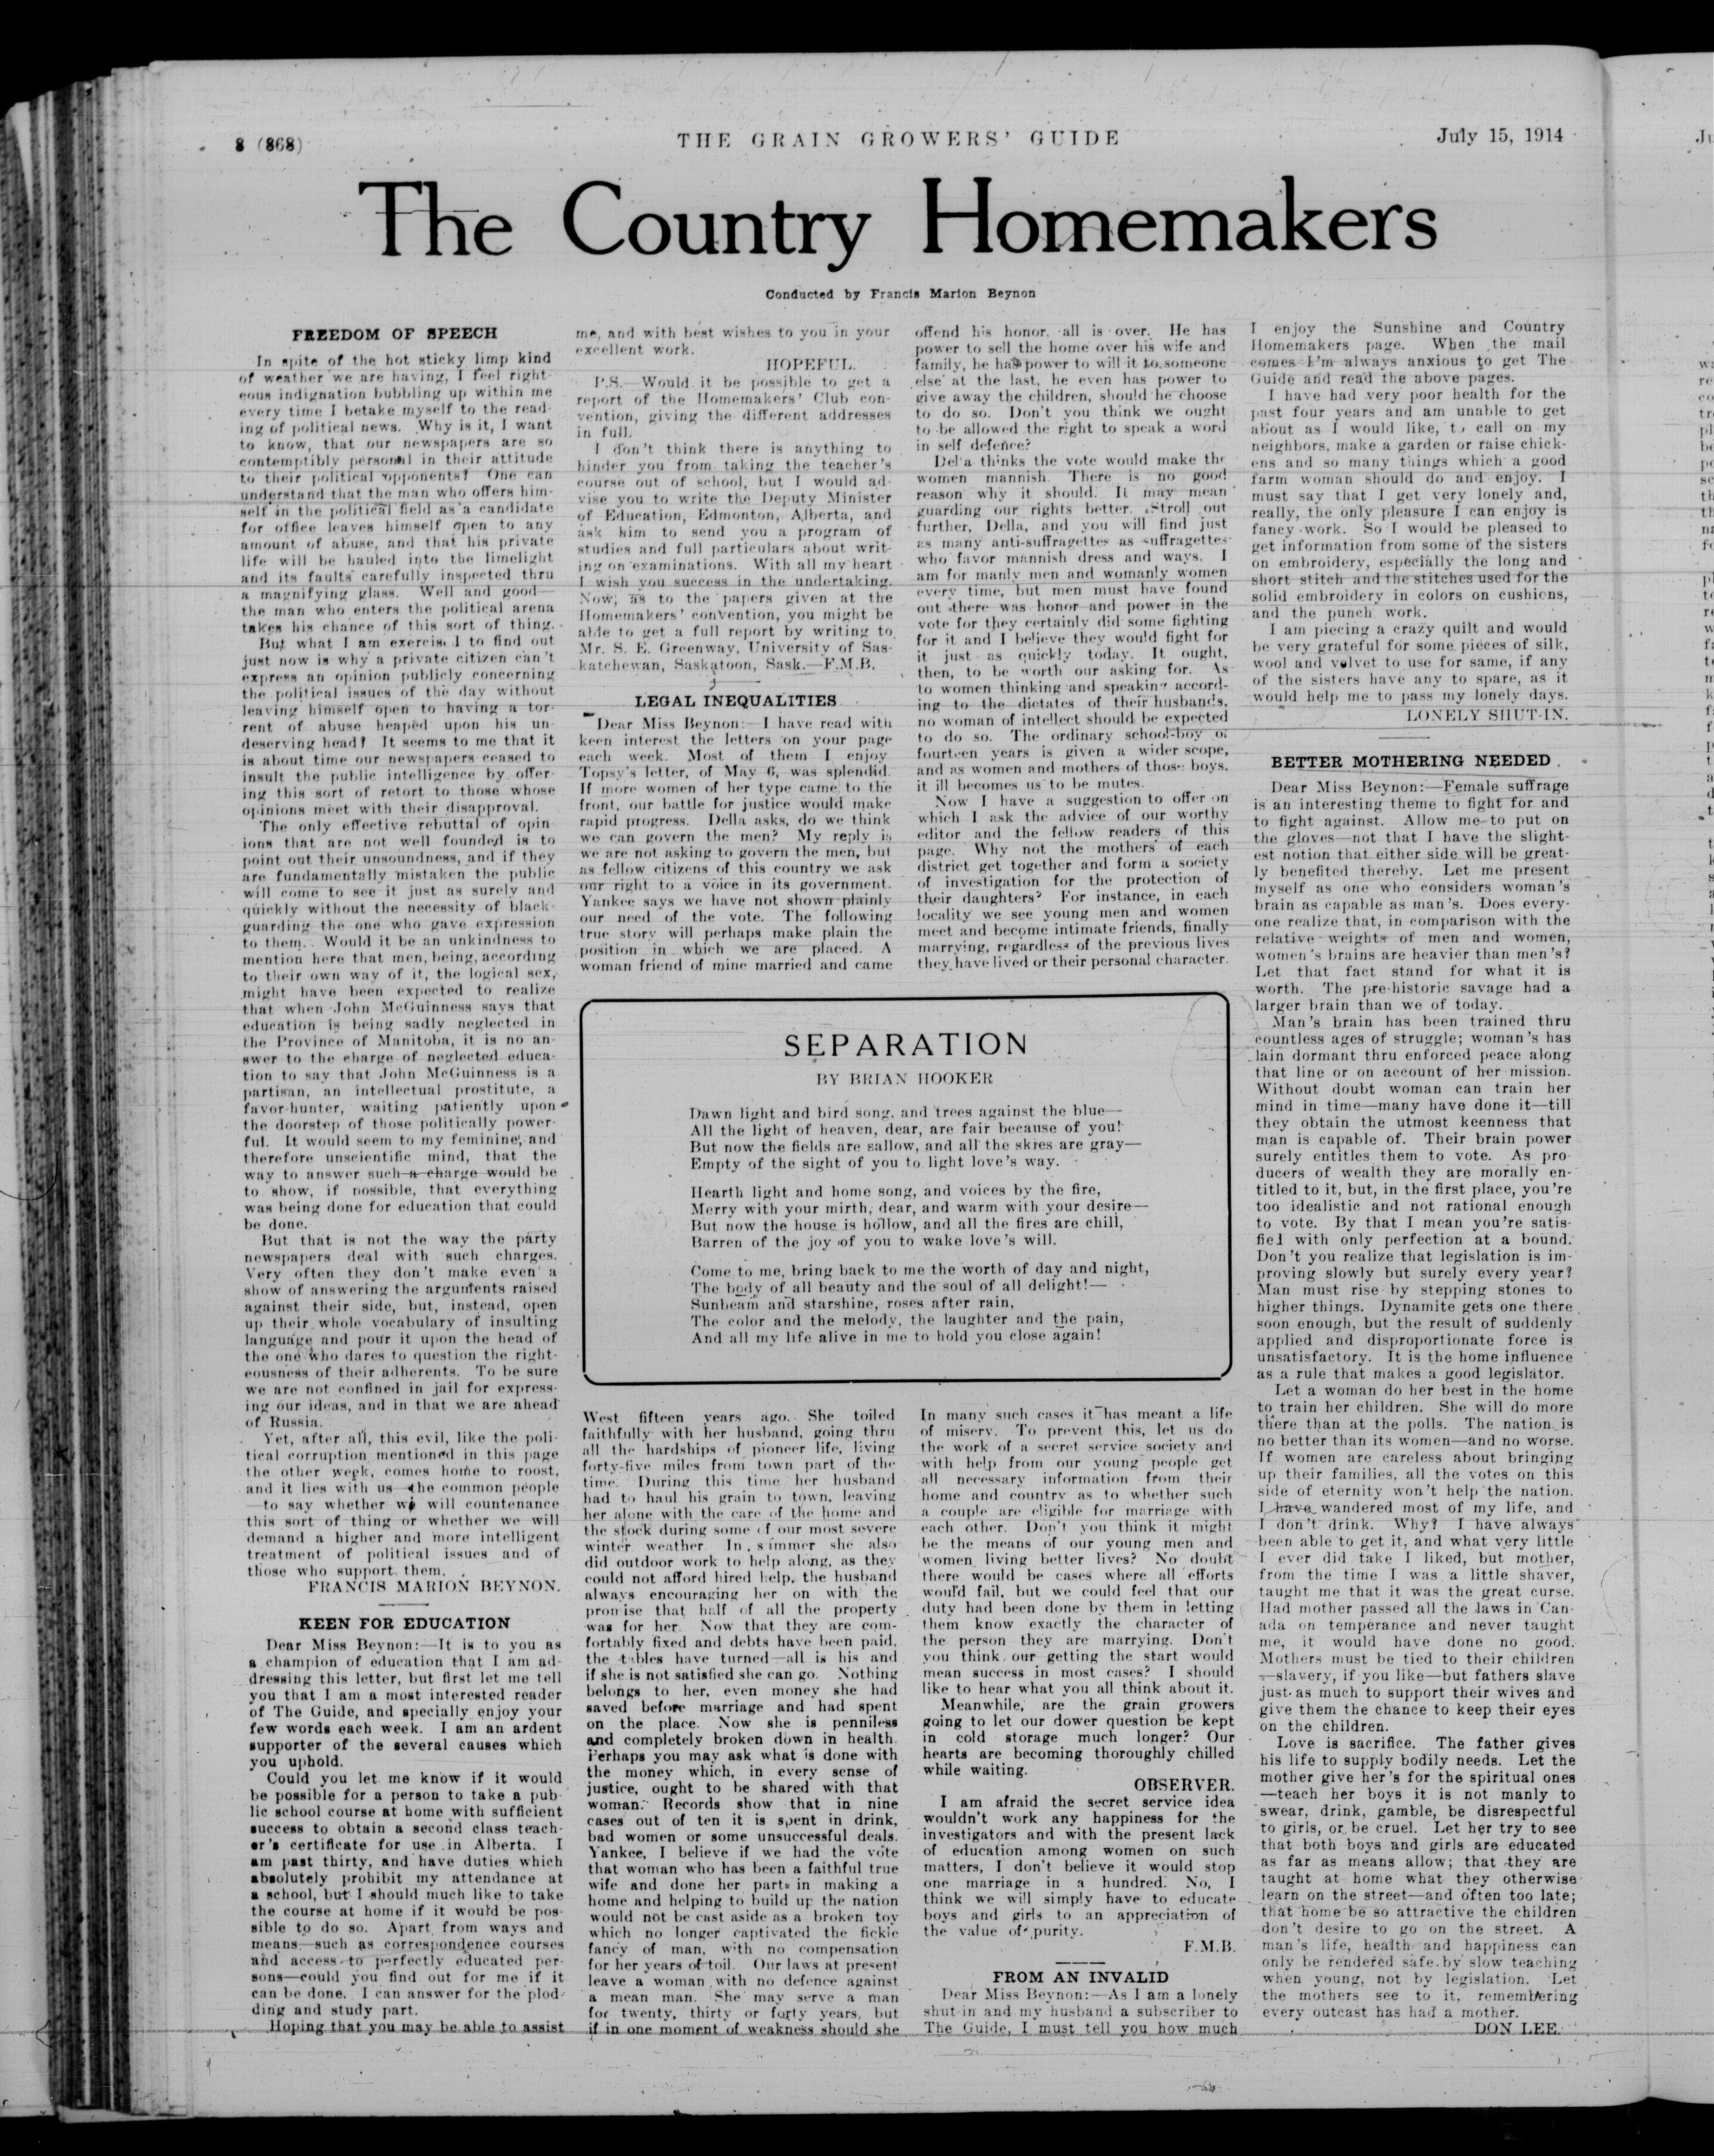 8 (868)
THE GRAIN GROWERS' GUIDE
July 15, 1914
The Country Homemakers
Conducted by Francis Marion Beynon
FREEDOM OF SPEECH
In spite of the hot sticky limp kind
of weather we are having, I feel right-
eous indignation bubbling up within me
every time I betake myself to the read-
ing of political news. Why is it, I want
to know, that our newspapers are so
contemptibly personal in their attitude
to their political opponents? One can
understand that the man who offers him-
self in the political field as a candidate
for office leaves himself open to any
amount of abuse, and that his private
life will be hauled into the limelight
and its faults carefully inspected thru
a magnifying glass. Well and good—
the man who enters the political arena
takes his chance of this sort of thing.
But what I am exercised to find out
just now is why a private citizen can't
express an opinion publicly concerning
the political issues of the day without
leaving himself open to having a tor-
rent of abuse heaped upon his un-
deserving head? It seems to me that it
is about time our newspapers ceased to
insult the public intelligence by offer-
ing this sort of retort to those whose
opinions meet with their disapproval.
The only effective rebuttal of opin
ions that are not well founded is to
point out their unsoundness, and if they
are fundamentally mistaken the public
will come to see it just as surely and
quickly without the necessity of black-
guarding the one who gave expression
to them. Would it be an unkindness to
mention here that men, being, according
to their own way of it, the logical sex,
might have been expected to realize
that when John McGuinness says that
education is being sadly neglected in
the Province of Manitoba, it is no an-
swer to the charge of neglected educa-
tion to say that John McGuinness is a
partisan, an intellectual prostitute, a
favor-hunter, waiting patiently upon
the doorstep of those politically power-
ful. It would seem to my feminine, and
therefore unscientific mind, that the
way to answer such a charge would be
to show, if possible, that everything
was being done for education that could
be done.
But that is not the way the party
newspapers deal with such charges.
Very often they don't make even a
show of answering the arguments raised
against their side, but, instead, open
up their whole vocabulary of insulting
language and pour it upon the head of
the one who dares to question the right-
eousness of their adherents. To be sure
we are not confined in jail for express-
ing our ideas, and in that we are ahead
of Russia.
Yet, after all, this evil, like the poli-
tical corruption mentioned in this page
the other week, comes home to roost,
and it lies with us—the common people
—to say whether we will countenance
this sort of thing or whether we will
demand a higher and more intelligent
treatment of political issues and of
those who support them.
FRANCIS MARION BEYNON.
KEEN FOR EDUCATION
Dear Miss Beynon:—It is to you as
a champion of education that I am ad-
dressing this letter, but first let me tell
you that I am a most interested reader
of The Guide, and specially enjoy your
few words each week. I am an ardent
supporter of the several causes which
you uphold.
Could you let me know if it would
be possible for a person to take a pub-
lic school course at home with sufficient
success to obtain a second class teach-
er's certificate for use in Alberta. I
am past thirty, and have duties which
absolutely prohibit my attendance at
a school, but I should much like to take
the course at home if it would be pos-
sible to do so. Apart from ways and
means—such as correspondence courses
and access to perfectly educated per-
sons—could you find out for me if it
can be done. I can answer for the plod-
ding and study part.
Hoping that you may be able to assist
me, and with best wishes to you in your
excellent work.
HOPEFUL.
P.S.—Would it be possible to get a
report of the Homemakers' Club con-
vention, giving the different addresses
in full.
I don't think there is anything to
hinder you from taking the teacher's
course out of school, but I would ad-
vise you to write the Deputy Minister
of Education, Edmonton, Alberta, and
ask him to send you a program of
studies and full particulars about writ-
ing on examinations. With all my heart
I wish you success in the undertaking.
Now, as to the papers given at the
Homemakers' convention, you might be
able to get a full report by writing to
Mr. S. E. Greenway, University of Sas-
katchewan, Saskatoon, Sask.—F.M.B.
LEGAL INEQUALITIES
Dear Miss Beynon:—I have read with
keen interest the letters on your page
each week. Most of them I enjoy.
Topsy's letter, of May 6, was splendid.
If more women of her type came to the
front, our battle for justice would make
rapid progress. Della asks, do we think
we can govern the men? My reply is
we are not asking to govern the men, but
as fellow citizens of this country we ask
our right to a voice in its government.
Yankee says we have not shown plainly
our need of the vote. The following
true story will perhaps make plain the
position in which we are placed. A
woman friend of mine married and came
West fifteen years ago. She toiled
faithfully with her husband, going thru
all the hardships of pioneer life, living
forty-five miles from town part of the
time. During this time her husband
had to haul his grain to town, leaving
her alone with the care of the home and
the stock during some of our most severe
winter weather. In summer she also
did outdoor work to help along, as they
could not afford hired help, the husband
always encouraging her on with the
promise that half of all the property
was for her. Now that they are com-
fortably fixed and debts have been paid,
the tables have turned—all is his and
if she is not satisfied she can go. Nothing
belongs to her, even money she had
saved before marriage and had spent
on the place. Now she is penniless
and completely broken down in health.
Perhaps you may ask what is done with
the money which, in every sense of
justice, ought to be shared with that
woman. Records show that in nine
cases out of ten it is spent in drink,
bad women or some unsuccessful deals.
Yankee, I believe if we had the vote
that woman who has been a faithful true
wife and done her part in making a
home and helping to build up the nation
would not be cast aside as a broken toy
which no longer captivated the fickle
fancy of man, with no compensation
for her years of toil. Our laws at present
leave a woman with no defence against
a mean man. She may serve a man
for twenty, thirty or forty years, but
if in one moment of weakness should she
offend his honor, all is over. He has
power to sell the home over his wife and
family, he has power to will it to someone
else at the last, he even has power to
give away the children, should he choose
to do so. Don't you think we ought
to be allowed the right to speak a word
in self defence?
Della thinks the vote would make the
women mannish. There is no good
reason why it should. It may mean
guarding our rights better. Stroll out
further, Della, and you will find just
as many anti-suffragettes as suffragettes
who favor mannish dress and ways. I
am for manly men and womanly women
every time, but men must have found
out there was honor and power in the
vote for they certainly did some fighting
for it and I believe they would fight for
it just as quickly today. It ought,
then, to be worth our asking for. As
to women thinking and speaking accord-
ing to the dictates of their husbands,
no woman of intellect should be expected
to do so. The ordinary school-boy of
fourteen years is given a wider scope,
and as women and mothers of those boys,
it ill becomes us to be mutes.
Now I have a suggestion to offer on
which I ask the advice of our worthy
editor and the fellow readers of this
page. Why not the mothers of each
district get together and form a society
of investigation for the protection of
their daughters? For instance, in each
locality we see young men and women
meet and become intimate friends, finally
marrying, regardless of the previous lives
they have lived or their personal character.
In many such cases it has meant a life
of misery. To prevent this, let us do
the work of a secret service society and
with help from our young people get
all necessary information from their
home and country as to whether such
a couple are eligible for marriage with
each other. Don't you think it might
be the means of our young men and
women living better lives? No doubt
there would be cases where all efforts
would fail, but we could feel that our
duty had been done by them in letting
them know exactly the character of
the person they are marrying. Don't
you think our getting the start would
mean success in most cases? I should
like to hear what you all think about it.
Meanwhile, are the grain growers
going to let our dower question be kept
in cold storage much longer? Our
hearts are becoming thoroughly chilled
while waiting.
OBSERVER.
I am afraid the secret service idea
wouldn't work any happiness for the
investigators and with the present lack
of education among women on such
matters, I don't believe it would stop
one marriage in a hundred. No, I
think we will simply have to educate
boys and girls to an appreciation of
the value of purity.
F.M.B.
FROM AN INVALID
Dear Miss Beynon:—As I am a lonely
shut-in and my husband a subscriber to
The Guide, I must tell you how much
I enjoy the Sunshine and Country
Homemakers page. When the mail
comes I'm always anxious to get The
Guide and read the above pages.
I have had very poor health for the
past four years and am unable to get
about as I would like, to call on my
neighbors, make a garden or raise chick-
ens and so many things which a good
farm woman should do and enjoy. I
must say that I get very lonely and,
really, the only pleasure I can enjoy is
fancy work. So I would be pleased to
get information from some of the sisters
on embroidery, especially the long and
short stitch and the stitches used for the
solid embroidery in colors on cushions,
and the punch work.
I am piecing a crazy quilt and would
be very grateful for some pieces of silk,
wool and velvet to use for same, if any
of the sisters have any to spare, as it
would help me to pass my lonely days.
LONELY SHUT-IN.
BETTER MOTHERING NEEDED
Dear Miss Beynon:—Female suffrage
is an interesting theme to fight for and
to fight against. Allow me to put on
the gloves—not that I have the slight-
est notion that either side will be great-
ly benefited thereby. Let me present
myself as one who considers woman's
brain as capable as man's. Does every-
one realize that, in comparison with the
relative weights of men and women,
women's brains are heavier than men's?
Let that fact stand for what it is
worth. The pre-historic savage had a
larger brain than we of today.
Man's brain has been trained thru
countless ages of struggle; woman's has
lain dormant thru enforced peace along
that line or on account of her mission.
Without doubt woman can train her
mind in time—many have done it—till
they obtain the utmost keenness that
man is capable of. Their brain power
surely entitles them to vote. As pro-
ducers of wealth they are morally en-
titled to it, but, in the first place, you're
too idealistic and not rational enough
to vote. By that I mean you're satis-
fied with only perfection at a bound.
Don't you realize that legislation is im-
proving slowly but surely every year?
Man must rise by stepping stones to
higher things. Dynamite gets one there
soon enough, but the result of suddenly
applied and disproportionate force is
unsatisfactory. It is the home influence
as a rule that makes a good legislator.
Let a woman do her best in the home
to train her children. She will do more
there than at the polls. The nation is
no better than its women—and no worse.
If women are careless about bringing
up their families, all the votes on this
side of eternity won't help the nation.
I have wandered most of my life, and
I don't drink. Why? I have always
been able to get it, and what very little
I ever did take I liked, but mother,
from the time I was a little shaver,
taught me that it was the great curse.
Had mother passed all the laws in Can-
ada on temperance and never taught
me, it would have done no good.
Mothers must be tied to their children
—slavery, if you like—but fathers slave
just as much to support their wives and
give them the chance to keep their eyes
on the children.
Love is sacrifice. The father gives
his life to supply bodily needs. Let the
mother give her's for the spiritual ones
—teach her boys it is not manly to
swear, drink, gamble, be disrespectful
to girls, or be cruel. Let her try to see
that both boys and girls are educated
as far as means allow; that they are
taught at home what they otherwise
learn on the street—and often too late;
that home be so attractive the children
don't desire to go on the street. A
man's life, health and happiness can
only be rendered safe by slow teaching
when young, not by legislation. Let
the mothers see to it, remembering
every outcast has had a mother.
DON LEE.
SEPARATION
BY BRIAN HOOKER
Dawn light and bird song, and trees against the blue—
All the light of heaven, dear, are fair because of you!
But now the fields are sallow, and all the skies are gray—
Empty of the sight of you to light love's way.
Hearth light and home song, and voices by the fire,
Merry with your mirth, dear, and warm with your desire—
But now the house is hollow, and all the fires are chill,
Barren of the joy of you to wake love's will.
Come to me, bring back to me the worth of day and night,
The body of all beauty and the soul of all delight!—
Sunbeam and starshine, roses after rain,
The color and the melody, the laughter and the pain,
And all my life alive in me to hold you close again!